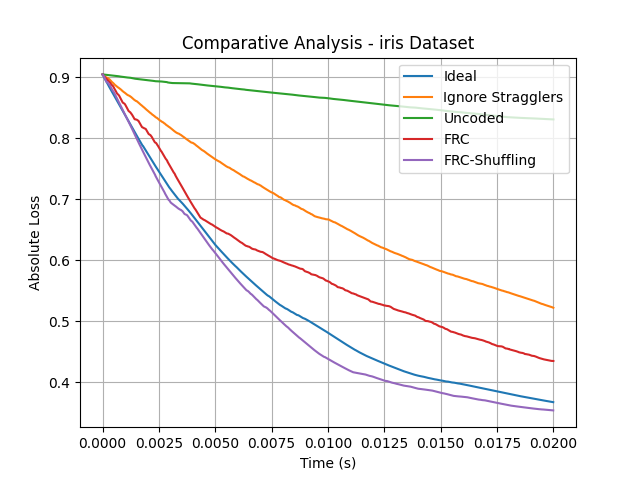 Comparative Analysis - iris Dataset
Absolute Loss
0.9
0.8
0.7
0.6
0.5
0.4
Ideal
Ignore Stragglers
Uncoded
FRC
FRC-Shuffling
0.0000 0.0025 0.0050 0.0075 0.0100 0.0125 0.0150 0.0175 0.0200
Time (s)